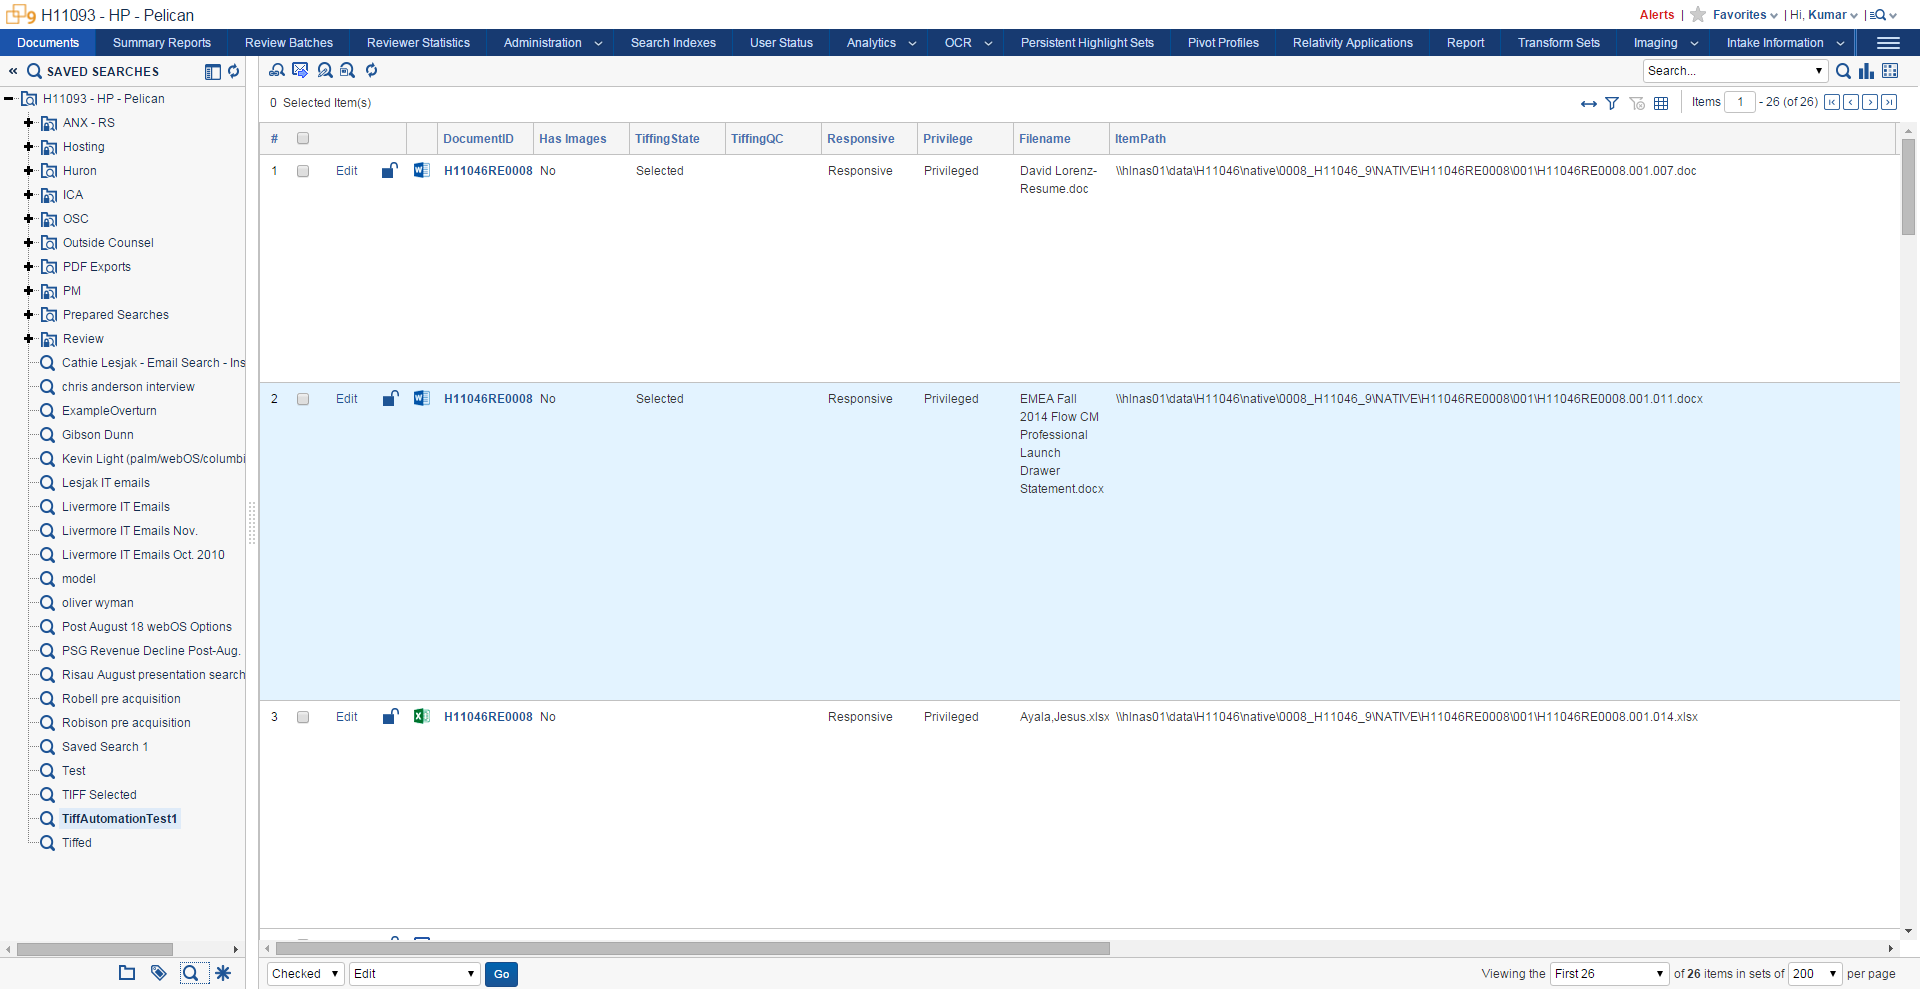 9 H11093 - HP - Pelican
Alerts | Favorites | Hi, Kumar |
Documents Summary Reports Review Batches Reviewer Statistics Administration Search Indexes User Status Analytics OCR Persistent Highlight Sets Pivot Profiles Relativity Applications Report Transform Sets Imaging Intake Information
« SAVED SEARCHES
Search...
H11093 - HP - Pelican
ANX - RS
Hosting
Huron
ICA
OSC
Outside Counsel
PDF Exports
PM
Prepared Searches
Review
Cathie Lesjak - Email Search - Ins
chris anderson interview
ExampleOverturn
Gibson Dunn
Kevin Light (palm/webOS/columbi
Lesjak IT emails
Livermore IT Emails
Livermore IT Emails Nov.
Livermore IT Emails Oct. 2010
model
oliver wyman
Post August 18 webOS Options
PSG Revenue Decline Post-Aug.
Risau August presentation search
Robell pre acquisition
Robison pre acquisition
Saved Search 1
Test
TIFF Selected
TiffAutomationTest1
Tiffed
0 Selected Item(s)
Items 1 - 26 (of 26)
# DocumentID Has Images TiffingState TiffingQC Responsive Privilege Filename ItemPath
1 Edit H11046RE0008 No Selected Responsive Privileged David Lorenz- \\hlnas01\data\H11046\native\0008_H11046_9\NATIVE\H11046RE0008\001\H11046RE0008.001.007.doc
Resume.doc
2 Edit H11046RE0008 No Selected Responsive Privileged EMEA Fall \\hlnas01\data\H11046\native\0008_H11046_9\NATIVE\H11046RE0008\001\H11046RE0008.001.011.docx
2014 Flow CM
Professional
Launch
Drawer
Statement.docx
3 Edit H11046RE0008 No Responsive Privileged Ayala,Jesus.xlsx \\hlnas01\data\H11046\native\0008_H11046_9\NATIVE\H11046RE0008\001\H11046RE0008.001.014.xlsx
Checked Edit Go
Viewing the First 26 of 26 items in sets of 200 per page